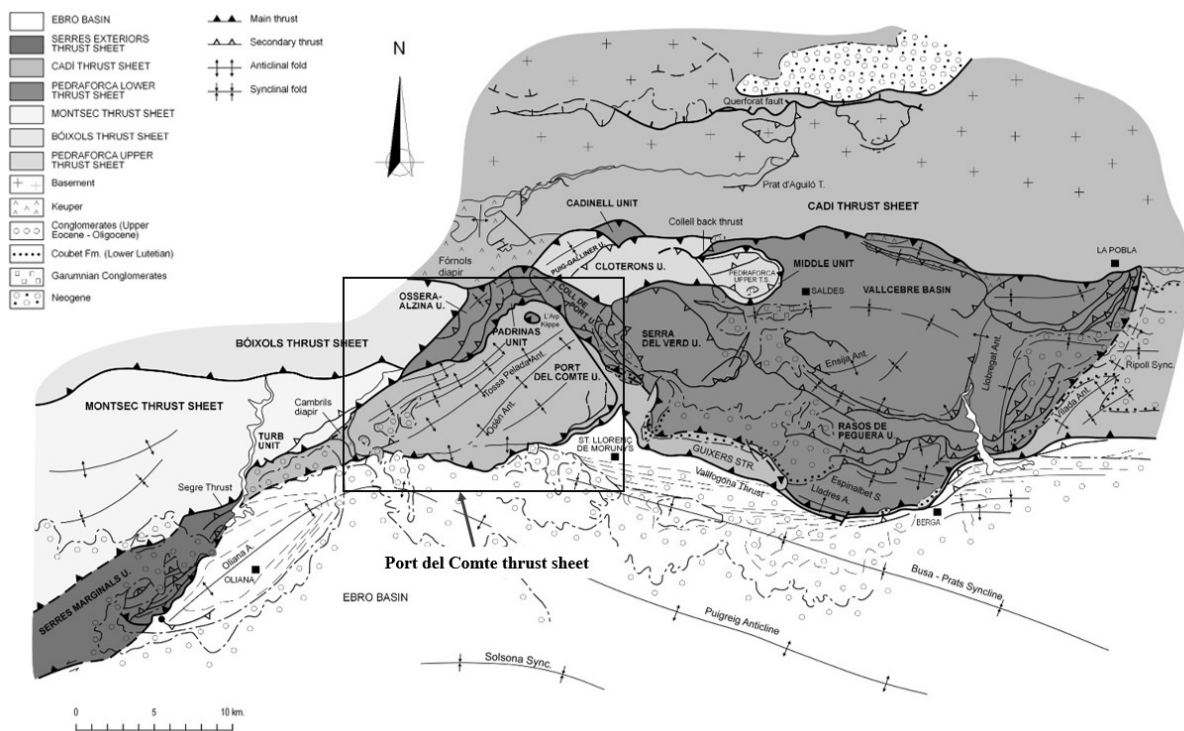 EBRO BASIN
SERRES EXTERIORS
THRUST SHEET
CADÍ THRUST SHEET
PEDRAFORCA LOWER
THRUST SHEET
MONTSEC THRUST SHEET
BÓIXOLS THRUST SHEET
PEDRAFORCA UPPER
THRUST SHEET
Basement
Keuper
Conglomerates (Upper
Eocene - Oligocene)
Coubet Fm. (Lower Lutetian)
Garumnian Conglomerates
Neogene
Main thrust
Secondary thrust
Anticlinal fold
Synclinal fold
N
Querforat fault
Prat d'Aguiló T.
CADINELL UNIT
CADI THRUST SHEET
Collell back thrust
PUIG-GALLINER U.
CLOTERONS U.
PEDRAFORCA
UPPER T.S.
MIDDLE UNIT
LA POBLA
SALDES
VALLCEBRE BASIN
Fórnols
diapir
OSSERA-
ALZINA U.
COLL DE
PORT U.
L'Arp
Klippe
PADRINAS
UNIT
SERRA
DEL VERD U.
BÓIXOLS THRUST SHEET
Tossa Pelada Ant.
PORT
DEL COMTE U.
Ensija Ant.
Llobregat Ant.
Ripoll Sync.
MONTSEC THRUST SHEET
Cambrils
diapir
Odèn Ant.
Vilada Ant.
TURB
UNIT
RASOS DE
PEGUERA U.
ST. LLORENÇ
DE MORUNYS
GUIXERS STR.
Segre Thrust
Vallfogona Thrust
Espinalbet S.
Lladres A.
BERGA
Oliana A.
OLIANA
Port del Comte thrust sheet
SERRES MARGINALS U.
EBRO BASIN
Busa - Prats Syncline
Puigreig Anticline
Solsona Sync.
0 5 10 km.